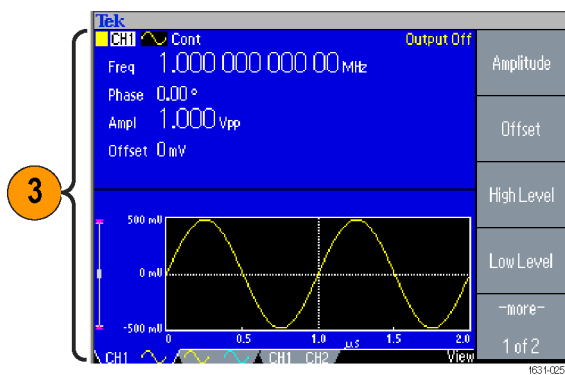 Tek
CH1 Cont Output Off
Freq 1.000 000 000 00 MHz
Phase 0.00 °
Ampl 1.000 Vpp
Offset 0 mV
3
500 mV
0 mV
-500 mV
0 0.5 1.0 µs 1.5 2.0
CH1 CH1 CH2 View
Amplitude
Offset
High Level
Low Level
-more-
1 of 2
1631-025